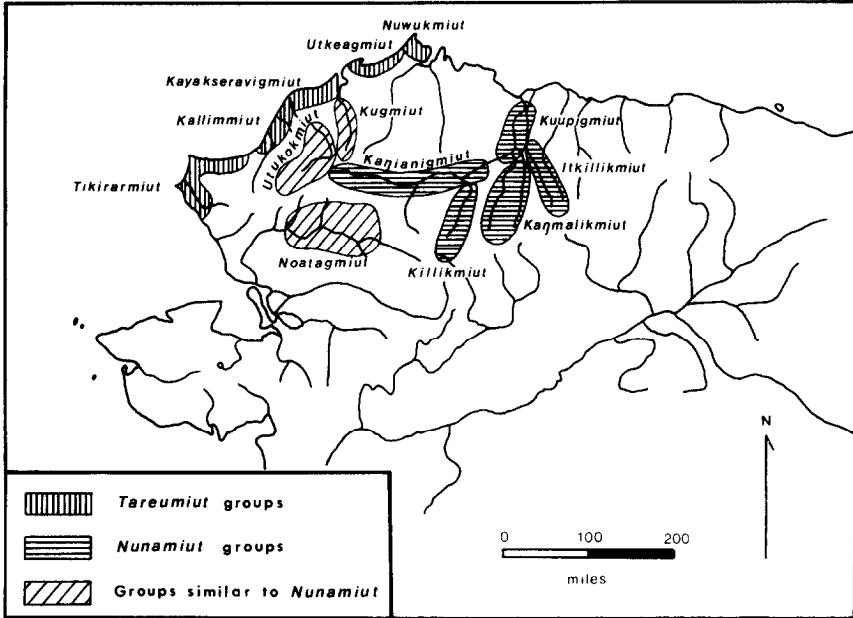 Nuwukmiut
Utkeagmiut
Kayakseravigmiut
Kallimmiut
Utukokmiut
Kugmiut
Kaŋianigmiut
Kuupigmiut
Itkillikmiut
Tikirarmiut
Kaŋmalikmiut
Noatagmiut
Killikmiut
N
0 100 200
miles
Tareumiut groups
Nunamiut groups
Groups similar to Nunamiut